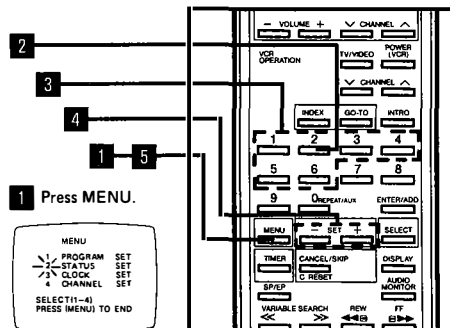 − VOLUME + CHANNEL
VCR OPERATION TV/VIDEO POWER (VCR)
CHANNEL
INDEX GO-TO INTRO
1 2 3 4
5 6 7 8
9 0 REPEAT/AUX ENTER/ADD
MENU − SET + SELECT
TIMER CANCEL/SKIP DISPLAY
C RESET AUDIO MONITOR
SP/EP
VARIABLE SEARCH REW FF
2
3
4
1 5
1 Press MENU.
MENU
1 PROGRAM SET
2 STATUS SET
3 CLOCK SET
4 CHANNEL SET
SELECT(1–4)
PRESS (MENU) TO END